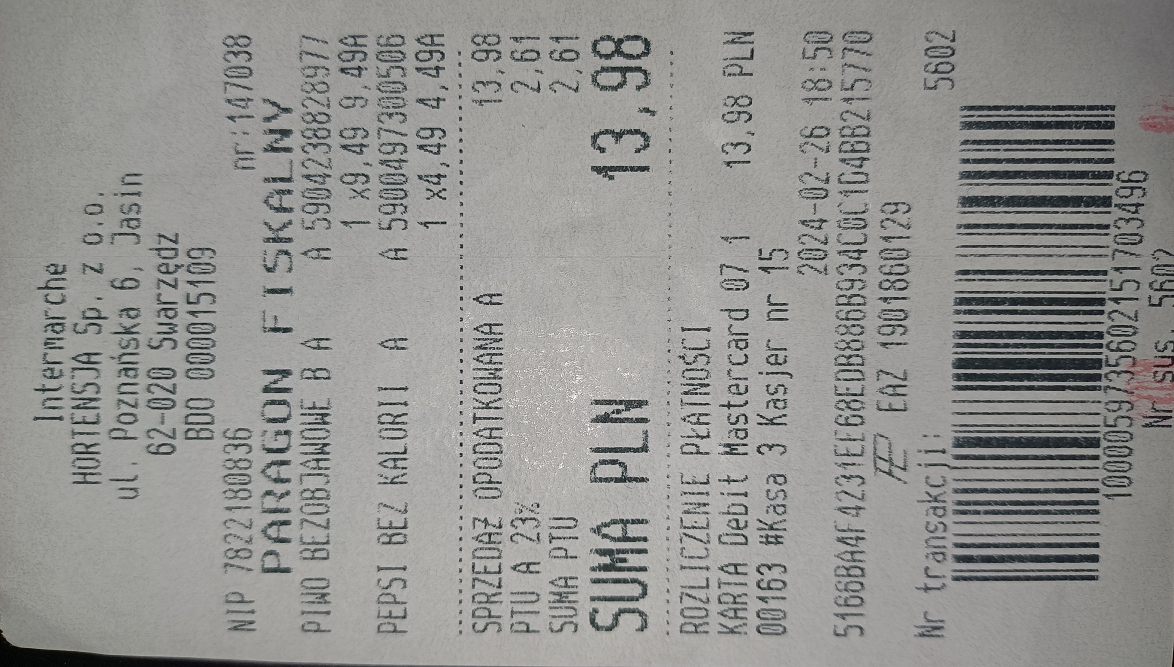 Intermarche
HORTENSJA Sp. z o.o.
ul. Poznańska 6, Jasin
62-020 Swarzędz
BDO 000015109
NIP 7822180836 nr:147038
PARAGON FISKALNY
PIWO BEZOBJAWOWE B A A 5904238828977
1 x9,49 9,49A
PEPSI BEZ KALORII A A 5900497300506
1 x4,49 4,49A
SPRZEDAŻ OPODATKOWANA A 13,98
PTU A 23% 2,61
SUMA PTU 2,61
SUMA PLN 13,98
ROZLICZENIE PŁATNOŚCI
KARTA Debit Mastercard 07 1 13,98 PLN
00163 #Kasa 3 Kasjer nr 15
2024-02-26 18:50
5166BA4F4231EE68EDB886B934C0C1C4BB215770
EAZ 1901860129
Nr transakcji: 5602
1000059735602151703496
Nr sys 5602